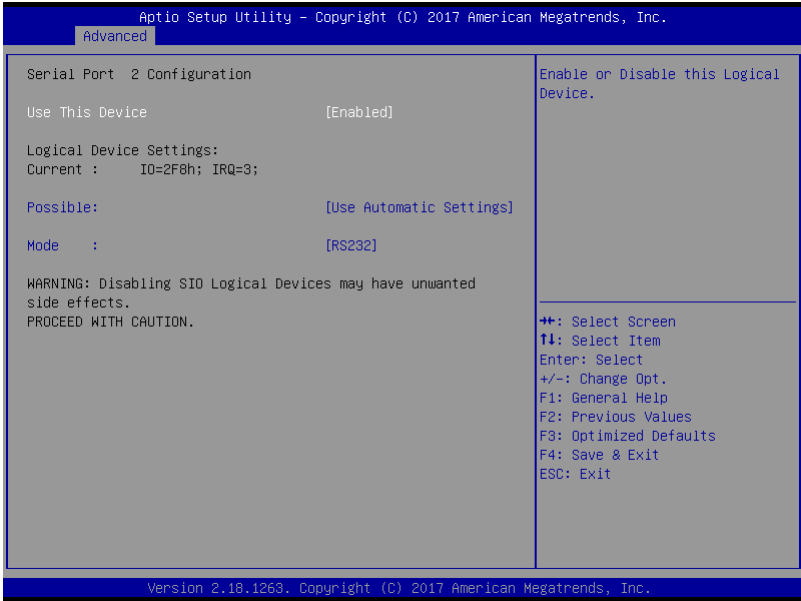 Aptio Setup Utility – Copyright (C) 2017 American Megatrends, Inc.
Advanced
Serial Port  2 Configuration
Use This Device [Enabled]
Logical Device Settings:
Current : IO=2F8h; IRQ=3;
Possible: [Use Automatic Settings]
Mode : [RS232]
WARNING: Disabling SIO Logical Devices may have unwanted
side effects.
PROCEED WITH CAUTION.
Enable or Disable this Logical
Device.
→←: Select Screen
↑↓: Select Item
Enter: Select
+/-: Change Opt.
F1: General Help
F2: Previous Values
F3: Optimized Defaults
F4: Save & Exit
ESC: Exit
Version 2.18.1263. Copyright (C) 2017 American Megatrends, Inc.